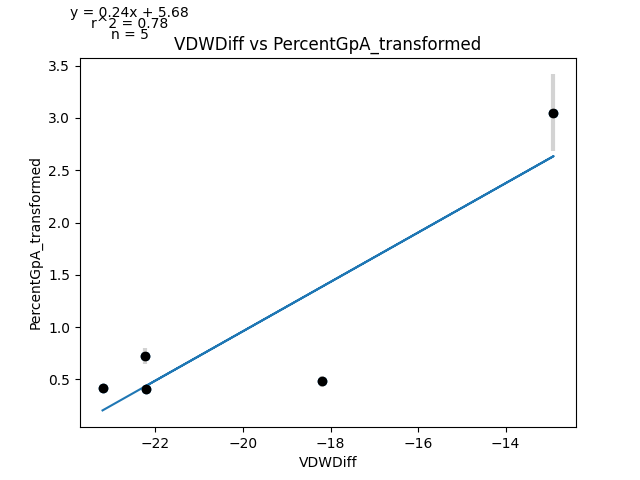 y = 0.24x + 5.68
r^2 = 0.78
n = 5
VDWDiff vs PercentGpA_transformed
3.5
3.0
2.5
2.0
1.5
1.0
0.5
PercentGpA_transformed
−22
−20
−18
−16
−14
VDWDiff